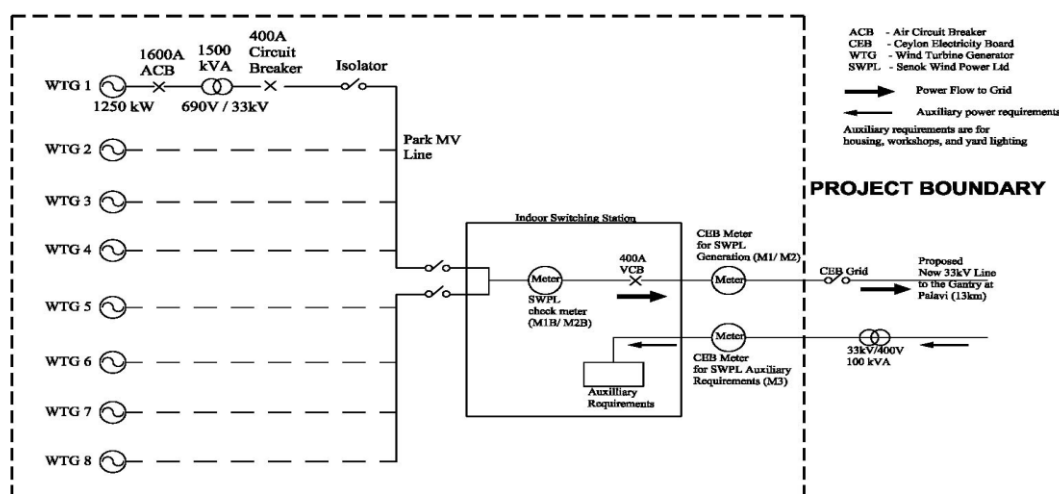 1600A
ACB
1500
kVA
400A
Circuit
Breaker
Isolator
WTG 1
1250 kW
690V / 33kV
WTG 2
WTG 3
WTG 4
WTG 5
WTG 6
WTG 7
WTG 8
Park MV
Line
Indoor Switching Station
Meter
SWPL
check meter
(M1B/ M2B)
400A
VCB
CEB Meter
for SWPL
Generation (M1/ M2)
Meter
CEB Grid
Proposed
New 33kV Line
to the Gantry at
Palavi (13km)
Meter
CEB Meter
for SWPL Auxiliary
Requirements (M3)
33kV/400V
100 kVA
Auxilliary
Requirements
ACB - Air Circuit Breaker
CEB - Ceylon Electricity Board
WTG - Wind Turbine Generator
SWPL - Senok Wind Power Ltd
Power Flow to Grid
Auxiliary power requirements
Auxiliary requirements are for
housing, workshops, and yard lighting
PROJECT BOUNDARY